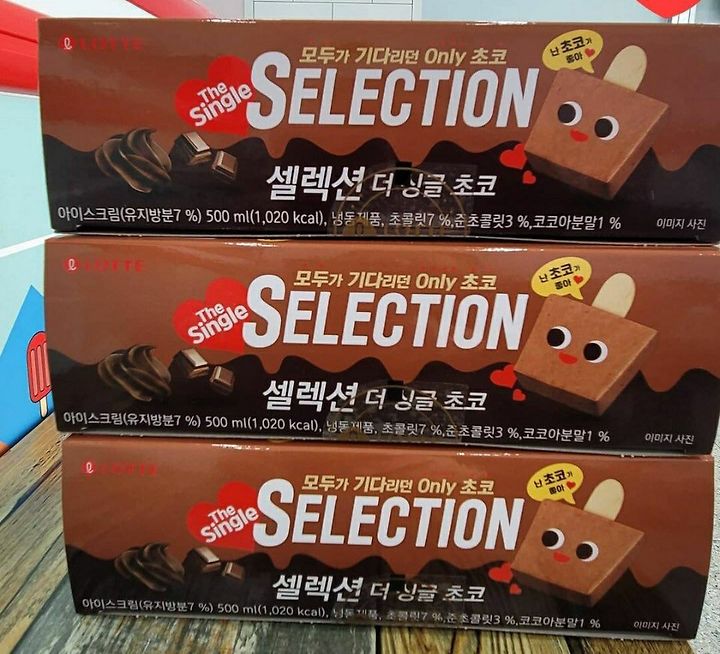 LOTTE
모두가 기다리던 Only 초코
난 초코가
좋아
The
Single
SELECTION
셀렉션 더 싱글 초코
아이스크림(유지방분7 %) 500 ml(1,020 kcal), 냉동제품, 초콜릿7 %,준초콜릿3 %,코코아분말1 %
이미지 사진
LOTTE
모두가 기다리던 Only 초코
난 초코가
좋아
The
Single
SELECTION
셀렉션 더 싱글 초코
아이스크림(유지방분7 %) 500 ml(1,020 kcal), 냉동제품, 초콜릿7 %,준초콜릿3 %,코코아분말1 %
이미지 사진
LOTTE
모두가 기다리던 Only 초코
난 초코가
좋아
The
Single
SELECTION
셀렉션 더 싱글 초코
아이스크림(유지방분7 %) 500 ml(1,020 kcal), 냉동제품, 초콜릿7 %,준초콜릿3 %,코코아분말1 %
이미지 사진